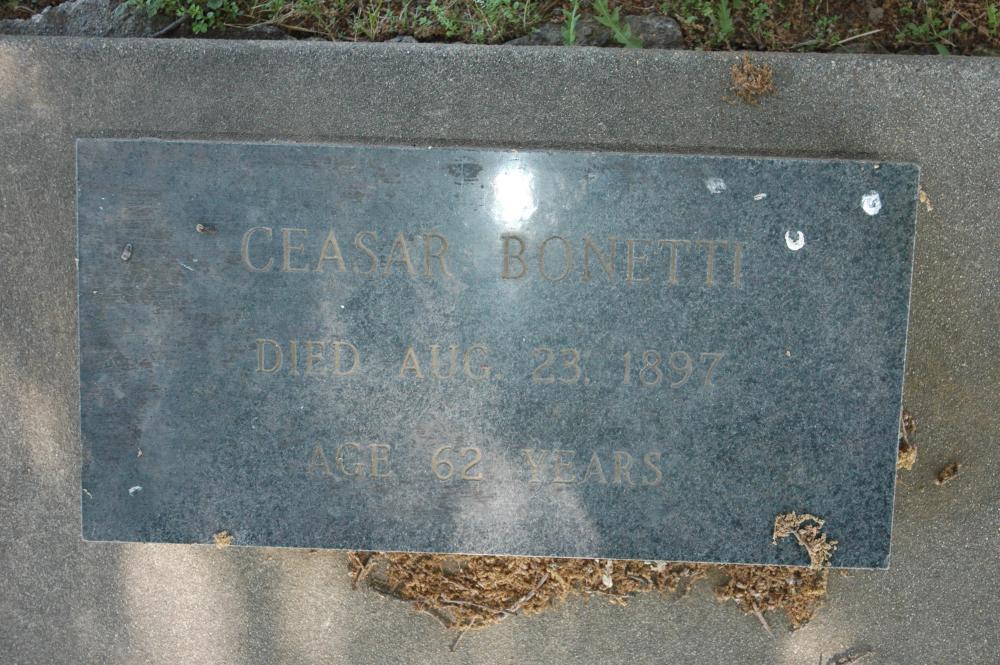 CEASAR BONETTI
DIED AUG. 23, 1897
AGE 62 YEARS